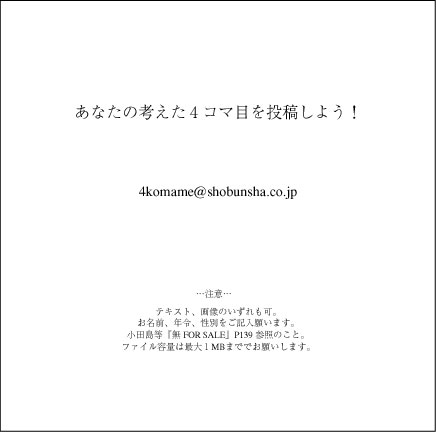 あなたの考えた４コマ目を投稿しよう！
4komame@shobunsha.co.jp
…注意…
テキスト、画像のいずれも可。
お名前、年令、性別をご記入願います。
小田島等『無 FOR SALE』P139 参照のこと。
ファイル容量は最大１MBまででお願いします。